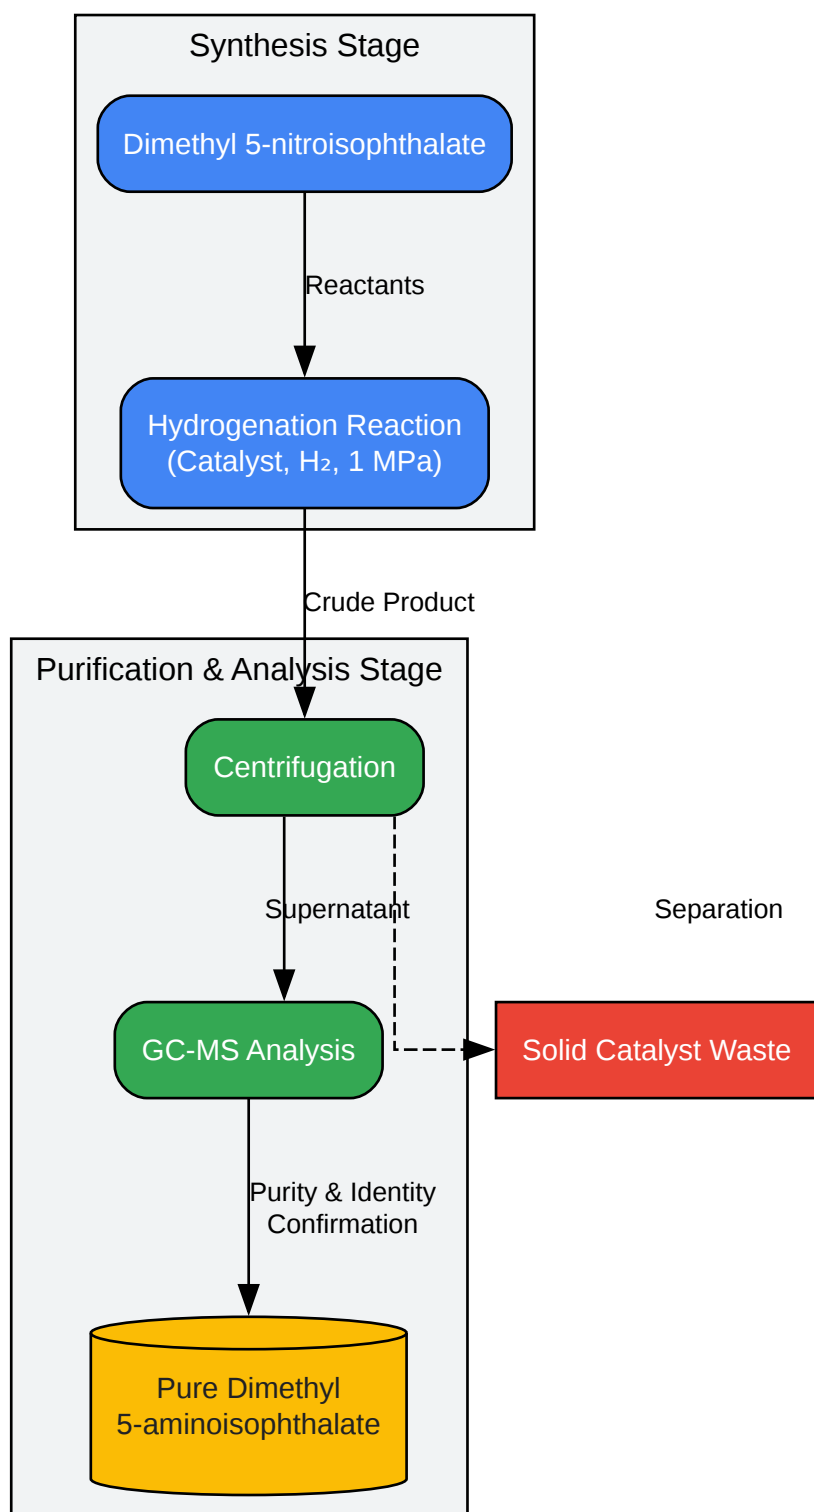 Synthesis Stage
Dimethyl 5-nitroisophthalate
Reactants
Hydrogenation Reaction
(Catalyst, H₂, 1 MPa)
Crude Product
Purification & Analysis Stage
Centrifugation
Supernatant
Separation
GC-MS Analysis
Solid Catalyst Waste
Purity & Identity
Confirmation
Pure Dimethyl
5-aminoisophthalate